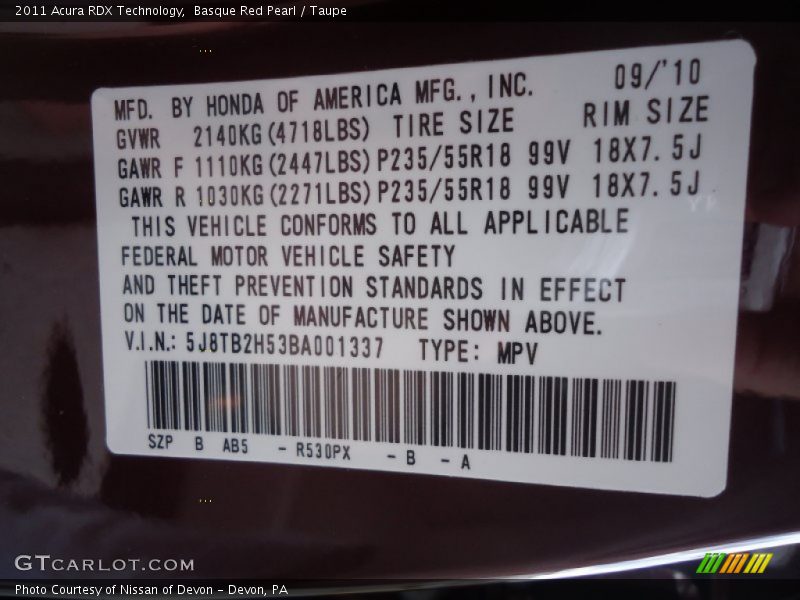 2011 Acura RDX Technology,  Basque Red Pearl / Taupe
MFD. BY HONDA OF AMERICA MFG., INC. 09/'10
GVWR 2140KG(4718LBS) TIRE SIZE RIM SIZE
GAWR F 1110KG(2447LBS) P235/55R18 99V 18X7.5J
GAWR R 1030KG(2271LBS) P235/55R18 99V 18X7.5J
THIS VEHICLE CONFORMS TO ALL APPLICABLE
FEDERAL MOTOR VEHICLE SAFETY
AND THEFT PREVENTION STANDARDS IN EFFECT
ON THE DATE OF MANUFACTURE SHOWN ABOVE.
V.I.N.: 5J8TB2H53BA001337 TYPE: MPV
SZP B AB5 - R530PX - B - A
GTCARLOT.COM
Photo Courtesy of Nissan of Devon - Devon, PA